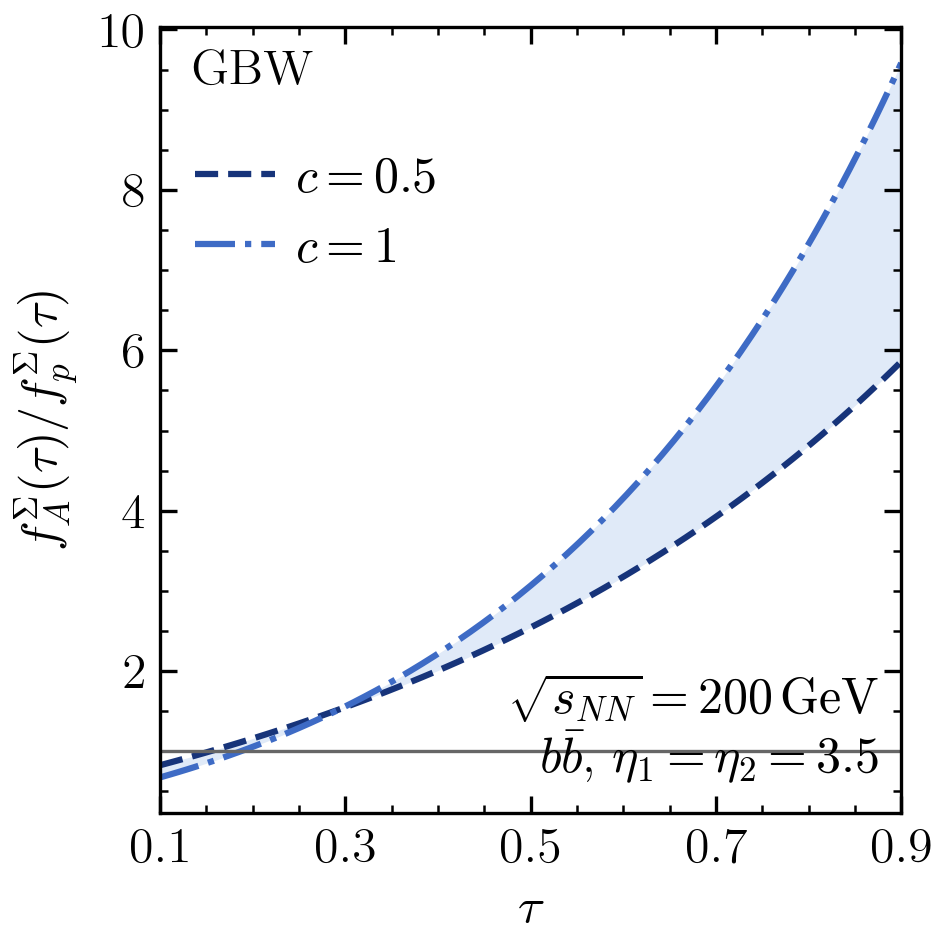 10
GBW
c = 0.5
8
c = 1
6
f_A^Σ(τ)/f_p^Σ(τ)
4
2
√s_NN = 200 GeV
bb̄, η₁ = η₂ = 3.5
0.1 0.3 0.5 0.7 0.9
τ